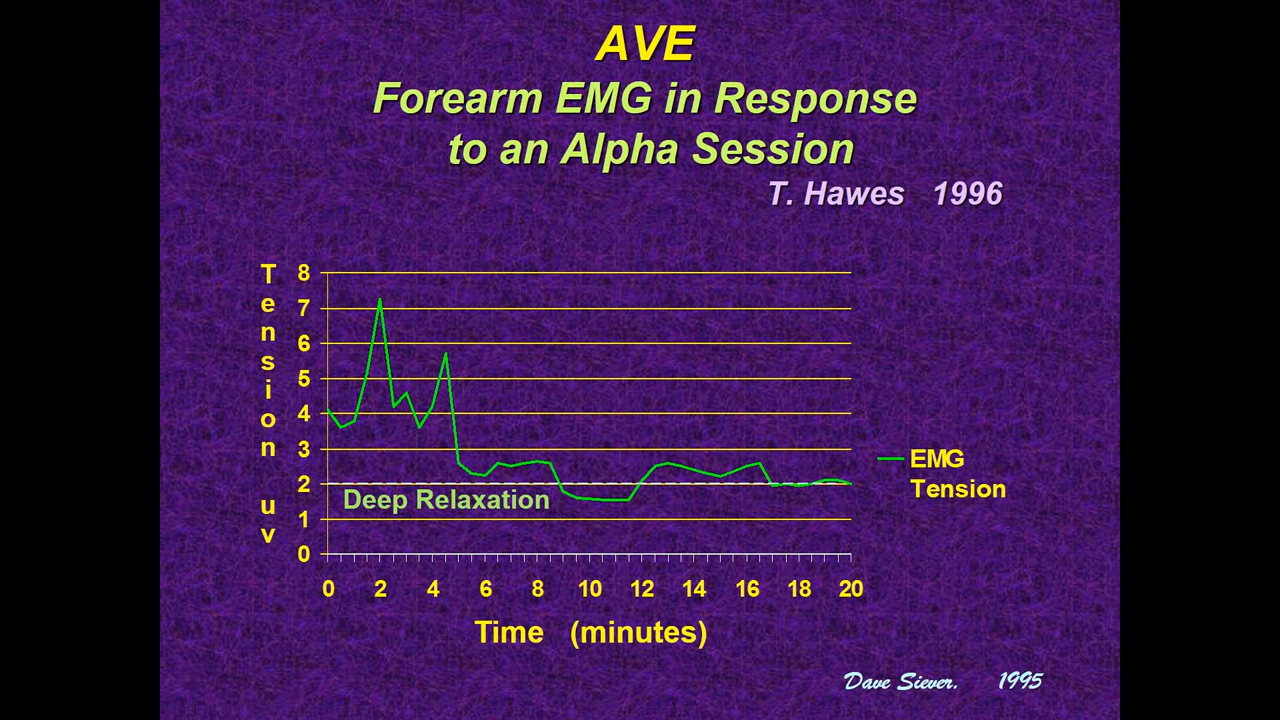 AVE
Forearm EMG in Response
to an Alpha Session
T. Hawes 1996
Tension uv
8
7
6
5
4
3
2
1
0
Deep Relaxation
EMG
Tension
0 2 4 6 8 10 12 14 16 18 20
Time (minutes)
Dave Siever. 1995